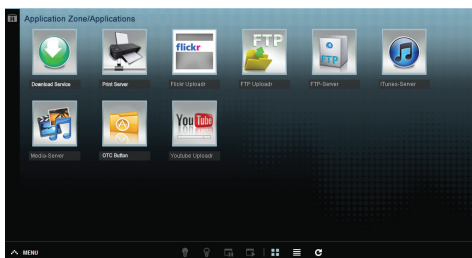 Application Zone/Applications
flickr
FTP
FTP
You Tube
Download Service
Print Server
Flickr Uploadr
FTP Uploadr
FTP-Server
iTunes-Server
Media-Server
OTC Button
Youtube Uploadr
MENU